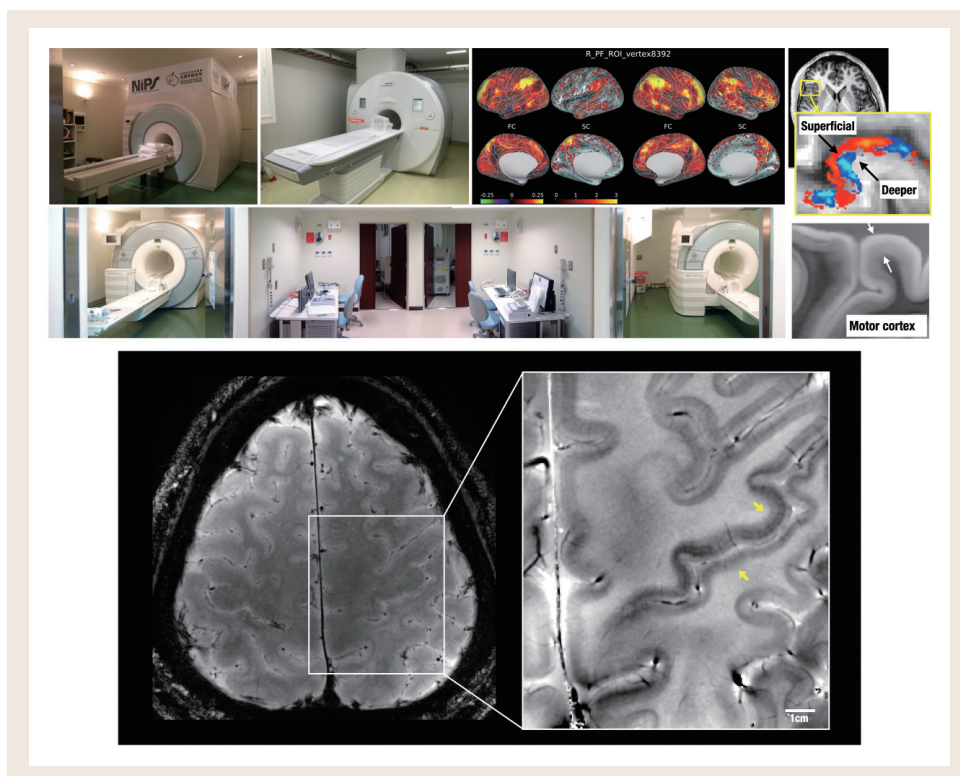 NiPS
NiPS
R_PF_ROI_vertex8392
FC
SC
FC
SC
-0.25
0
0.25
0
1
2
3
Superficial
Deeper
Motor cortex
1cm